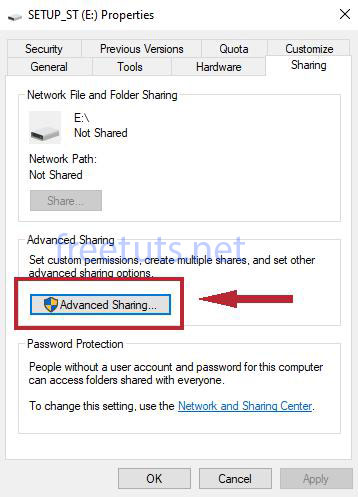 SETUP_ST (E:) Properties
Security Previous Versions Quota Customize
General Tools Hardware Sharing
Network File and Folder Sharing
E:\
Not Shared
Network Path:
Not Shared
Share...
Advanced Sharing
freetuts.net
Set custom permissions, create multiple shares, and set other
advanced sharing options.
Advanced Sharing...
Password Protection
People without a user account and password for this computer
can access folders shared with everyone.
To change this setting, use the Network and Sharing Center.
OK Cancel Apply